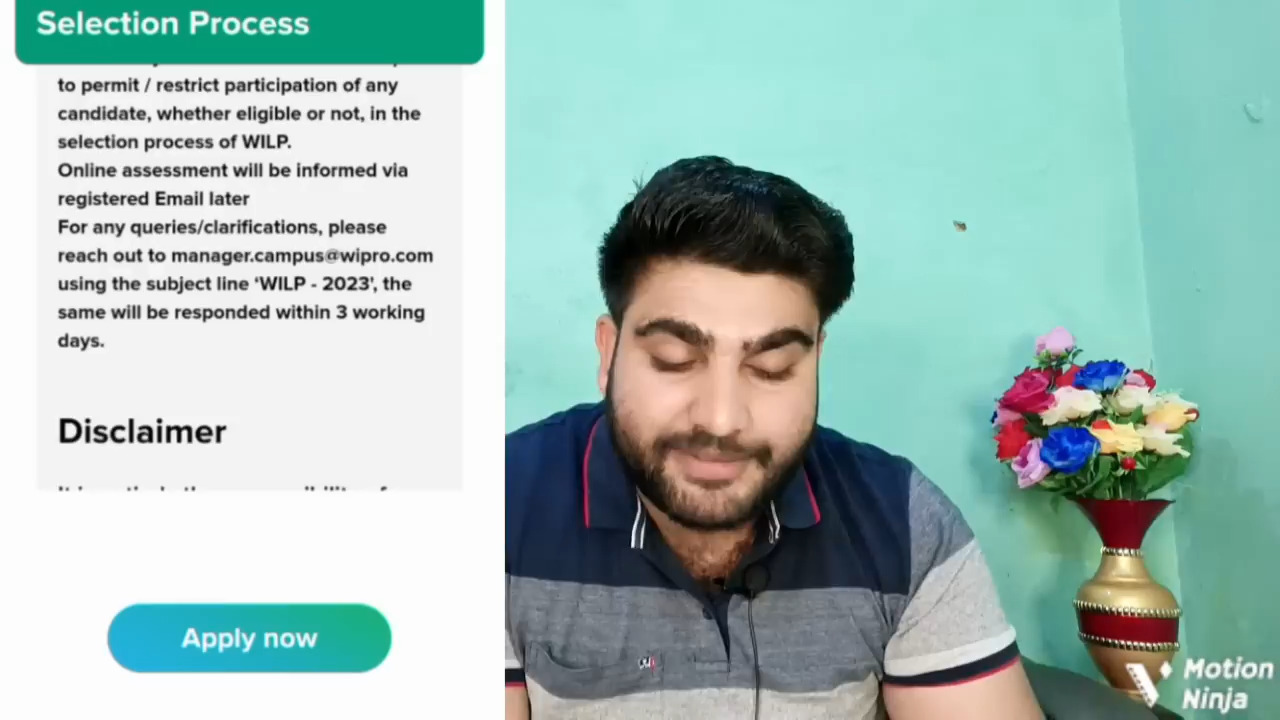 Selection Process
to permit / restrict participation of any
candidate, whether eligible or not, in the
selection process of WILP.
Online assessment will be informed via
registered Email later
For any queries/clarifications, please
reach out to manager.campus@wipro.com
using the subject line ‘WILP - 2023’, the
same will be responded within 3 working
days.
Disclaimer
Apply now
Motion
Ninja